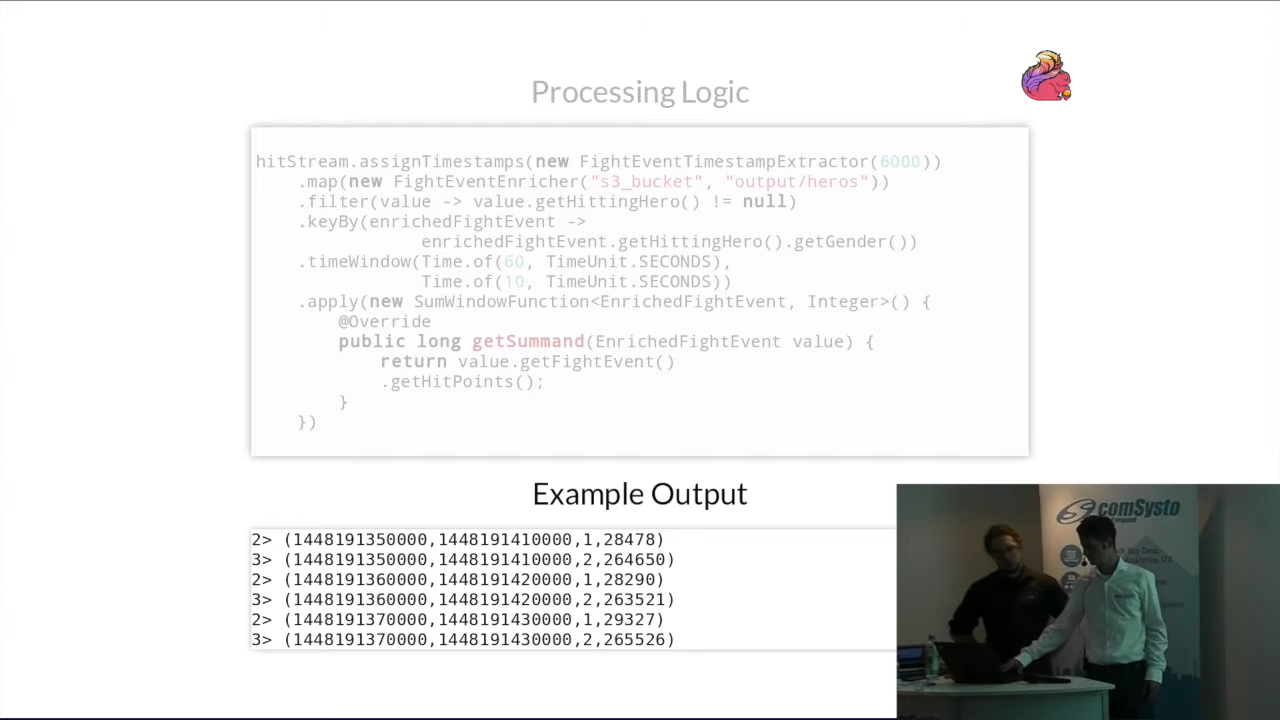 Processing Logic
hitStream.assignTimestamps(new FightEventTimestampExtractor(6000))
.map(new FightEventEnricher("s3_bucket", "output/heros"))
.filter(value -> value.getHittingHero() != null)
.keyBy(enrichedFightEvent ->
enrichedFightEvent.getHittingHero().getGender())
.timeWindow(Time.of(60, TimeUnit.SECONDS),
Time.of(10, TimeUnit.SECONDS))
.apply(new SumWindowFunction<EnrichedFightEvent, Integer>() {
@Override
public long getSummand(EnrichedFightEvent value) {
return value.getFightEvent()
.getHitPoints();
}
})
Example Output
2> (1448191350000,1448191410000,1,28478)
3> (1448191350000,1448191410000,2,264650)
2> (1448191360000,1448191420000,1,28290)
3> (1448191360000,1448191420000,2,263521)
2> (1448191370000,1448191430000,1,29327)
3> (1448191370000,1448191430000,2,265526)
comSysto
Big Data